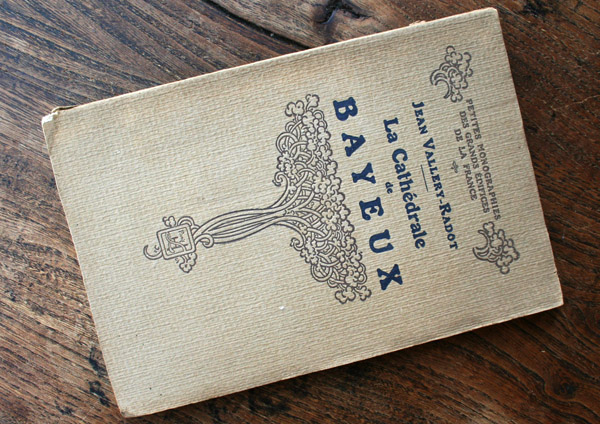 PETITES MONOGRAPHIES
DES GRANDS ÉDIFICES
DE LA FRANCE
JEAN VALLERY-RADOT
La Cathédrale
de
BAYEUX